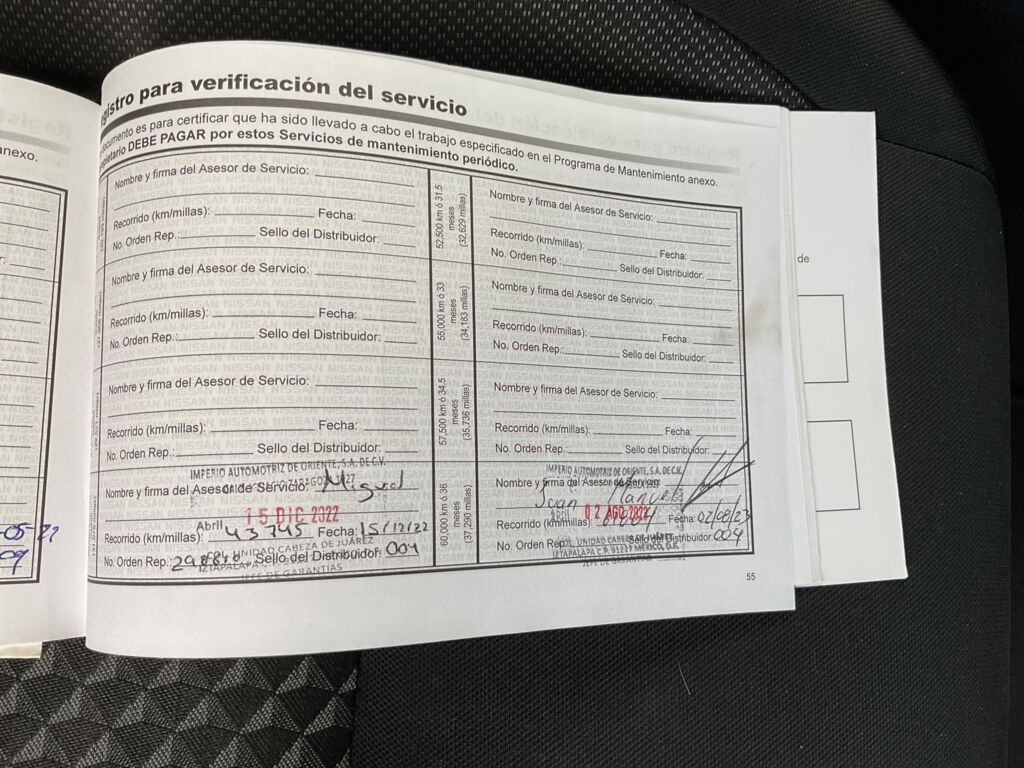 gistro para verificación del servicio
documento es para certificar que ha sido llevado a cabo el trabajo especificado en el Programa de Mantenimiento anexo.
pietario DEBE PAGAR por estos Servicios de mantenimiento periódico.
anexo.
Nombre y firma del Asesor de Servicio:
Recorrido (km/millas): Fecha:
No. Orden Rep.: Sello del Distribuidor:
Nombre y firma del Asesor de Servicio:
Recorrido (km/millas): Fecha:
No. Orden Rep.: Sello del Distribuidor:
Nombre y firma del Asesor de Servicio:
Recorrido (km/millas): Fecha:
No. Orden Rep.: Sello del Distribuidor:
IMPERIO AUTOMOTRIZ DE ORIENTE, S.A. DE C.V.
Nombre y firma del Asesor de Servicio: Miguel
15 DIC 2022
Abril
Recorrido (km/millas): 43745 Fecha: 15/12/22
No. Orden Rep.: Sello del Distribuidor: 004
UNIDAD CABEZA DE JUÁREZ
JEFE DE GARANTIAS
52,500 km ó 31.5
meses
(32,629 millas)
55,000 km ó 33
meses
(34,183 millas)
57,500 km ó 34.5
meses
(35,736 millas)
60,000 km ó 36
meses
(37,290 millas)
Nombre y firma del Asesor de Servicio:
Recorrido (km/millas): Fecha:
No. Orden Rep.: Sello del Distribuidor:
Nombre y firma del Asesor de Servicio:
Recorrido (km/millas): Fecha:
No. Orden Rep.: Sello del Distribuidor:
Nombre y firma del Asesor de Servicio:
Recorrido (km/millas): Fecha:
No. Orden Rep.: Sello del Distribuidor:
IMPERIO AUTOMOTRIZ DE ORIENTE, S.A. DE C.V.
Nombre y firma del Asesor de Servicio:
Juan Manuel
Abril 02 AGO
Recorrido (km/millas): Fecha: 02/08/23
No. Orden Rep.: Sello del Distribuidor: 004
JEFE DE GARANTIAS
55
de